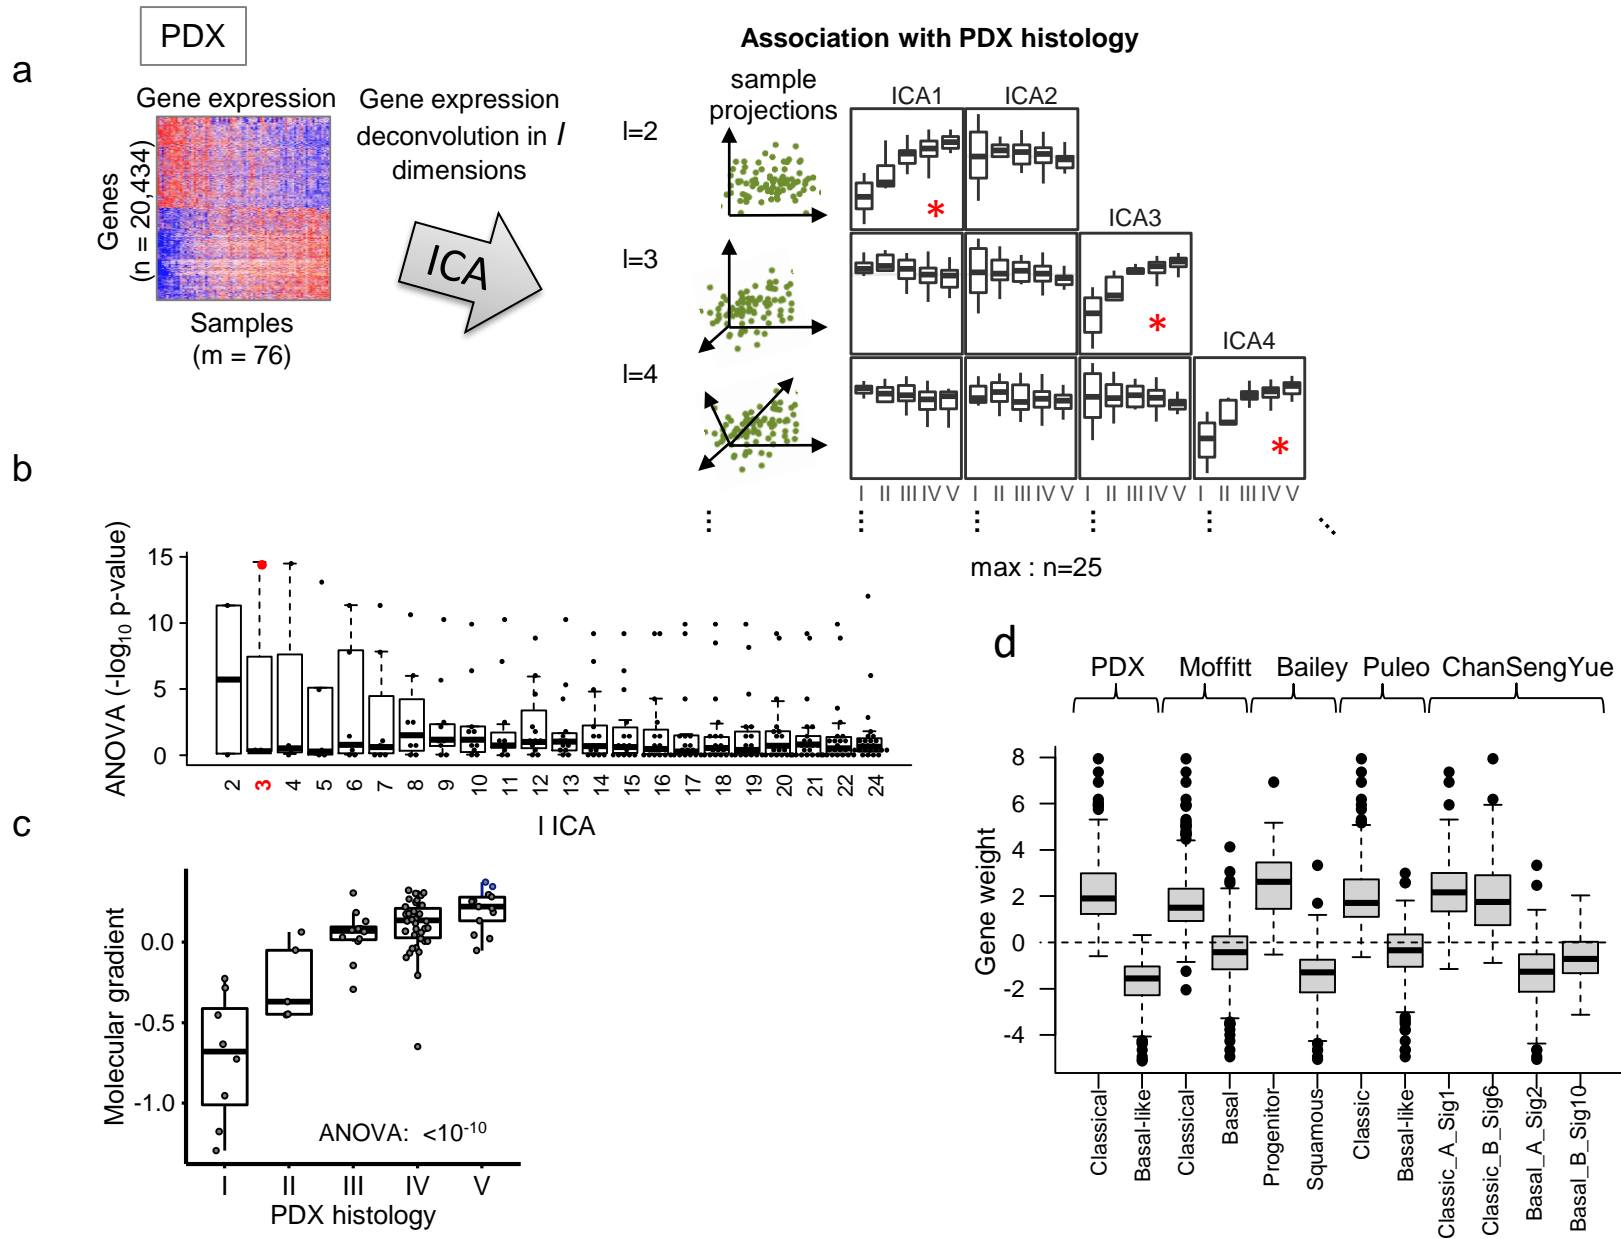 PDX
a
Gene expression
Genes
(n = 20,434)
Samples
(m = 76)
Gene expression
deconvolution in l
dimensions
ICA
Association with PDX histology
sample
projections
ICA1
ICA2
ICA3
ICA4
l=2
l=3
l=4
*
*
*
I II III IV V
I II III IV V
I II III IV V
I II III IV V
max : n=25
b
ANOVA (-log10 p-value)
15
10
5
0
2 3 4 5 6 7 8 9 10 11 12 13 14 15 16 17 18 19 20 21 22 24
l ICA
c
Molecular gradient
0.0
-0.5
-1.0
ANOVA: <10-10
I II III IV V
PDX histology
d
PDX Moffitt Bailey Puleo ChanSengYue
Gene weight
8
6
4
2
0
-2
-4
Classical
Basal-like
Classical
Basal
Progenitor
Squamous
Classic
Basal-like
Classic_A_Sig1
Classic_B_Sig6
Basal_A_Sig2
Basal_B_Sig10